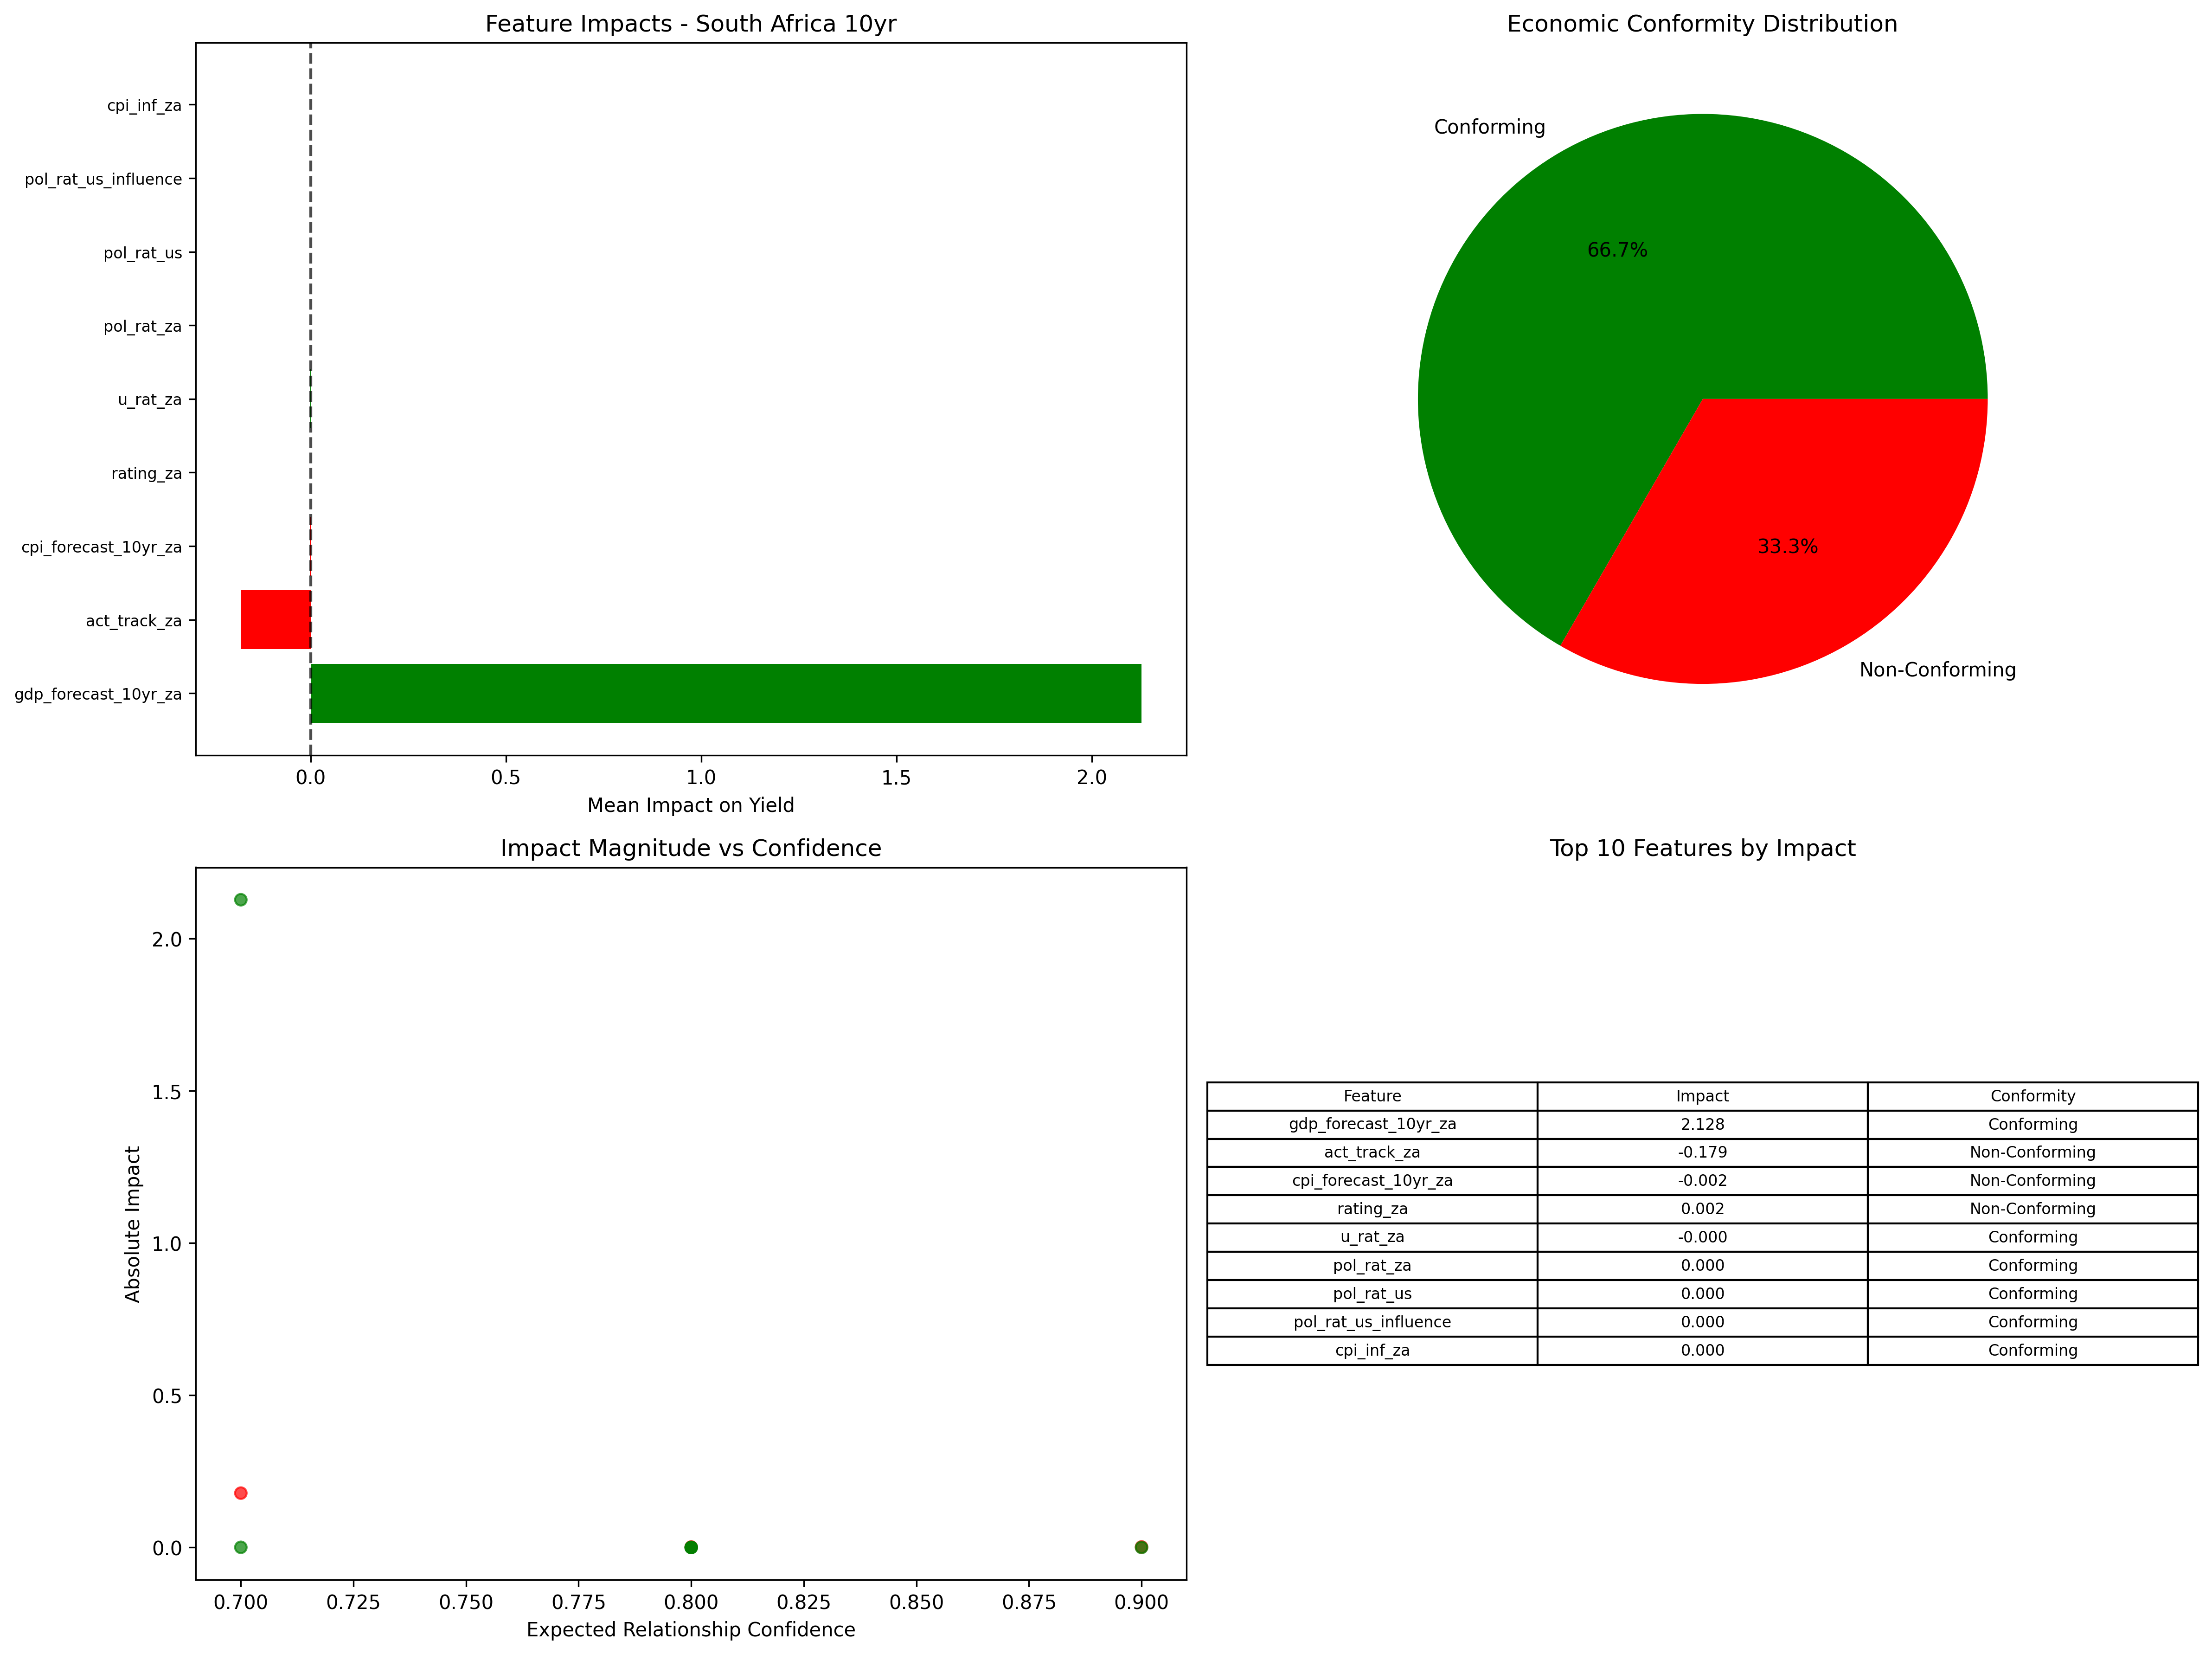 Feature Impacts - South Africa 10yr
cpi_inf_za
pol_rat_us_influence
pol_rat_us
pol_rat_za
u_rat_za
rating_za
cpi_forecast_10yr_za
act_track_za
gdp_forecast_10yr_za
0.0 0.5 1.0 1.5 2.0
Mean Impact on Yield
Economic Conformity Distribution
Conforming
66.7%
33.3%
Non-Conforming
Impact Magnitude vs Confidence
Absolute Impact
2.0
1.5
1.0
0.5
0.0
0.700 0.725 0.750 0.775 0.800 0.825 0.850 0.875 0.900
Expected Relationship Confidence
Top 10 Features by Impact
Feature Impact Conformity
gdp_forecast_10yr_za 2.128 Conforming
act_track_za -0.179 Non-Conforming
cpi_forecast_10yr_za -0.002 Non-Conforming
rating_za 0.002 Non-Conforming
u_rat_za -0.000 Conforming
pol_rat_za 0.000 Conforming
pol_rat_us 0.000 Conforming
pol_rat_us_influence 0.000 Conforming
cpi_inf_za 0.000 Conforming